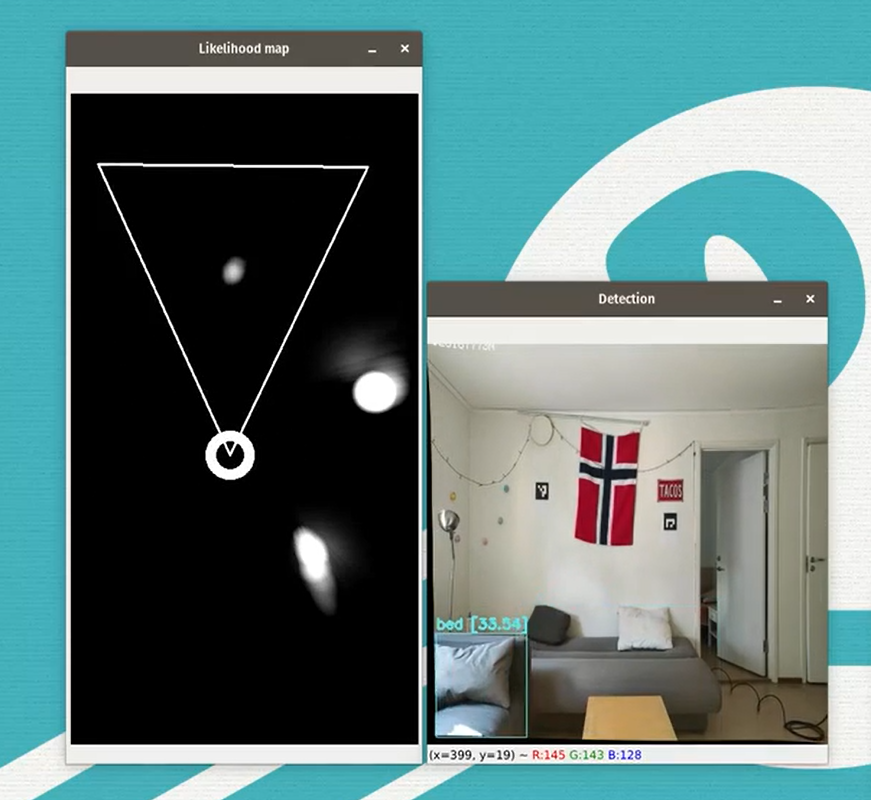 Likelihood map
Detection
TACOS
bed [33.54]
(x=399, y=19) ~ R:145 G:143 B:128